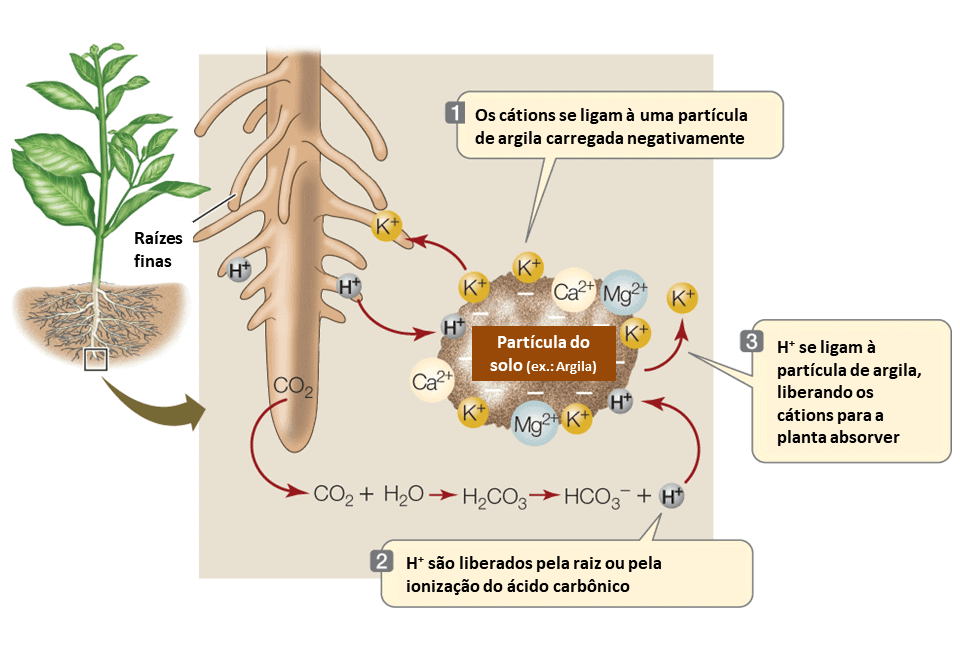 1 Os cátions se ligam à uma partícula
de argila carregada negativamente
Raízes
finas
K⁺
K⁺
K⁺
H⁺
H⁺
Ca²⁺
Mg²⁺
K⁺
H⁺
K⁺
Partícula do
solo (ex.: Argila)
3 H⁺ se ligam à
partícula de argila,
liberando os
cátions para a
planta absorver
Ca²⁺
CO₂
H⁺
K⁺
Mg²⁺
K⁺
CO₂ + H₂O → H₂CO₃ → HCO₃⁻ + H⁺
2 H⁺ são liberados pela raiz ou pela
ionização do ácido carbônico